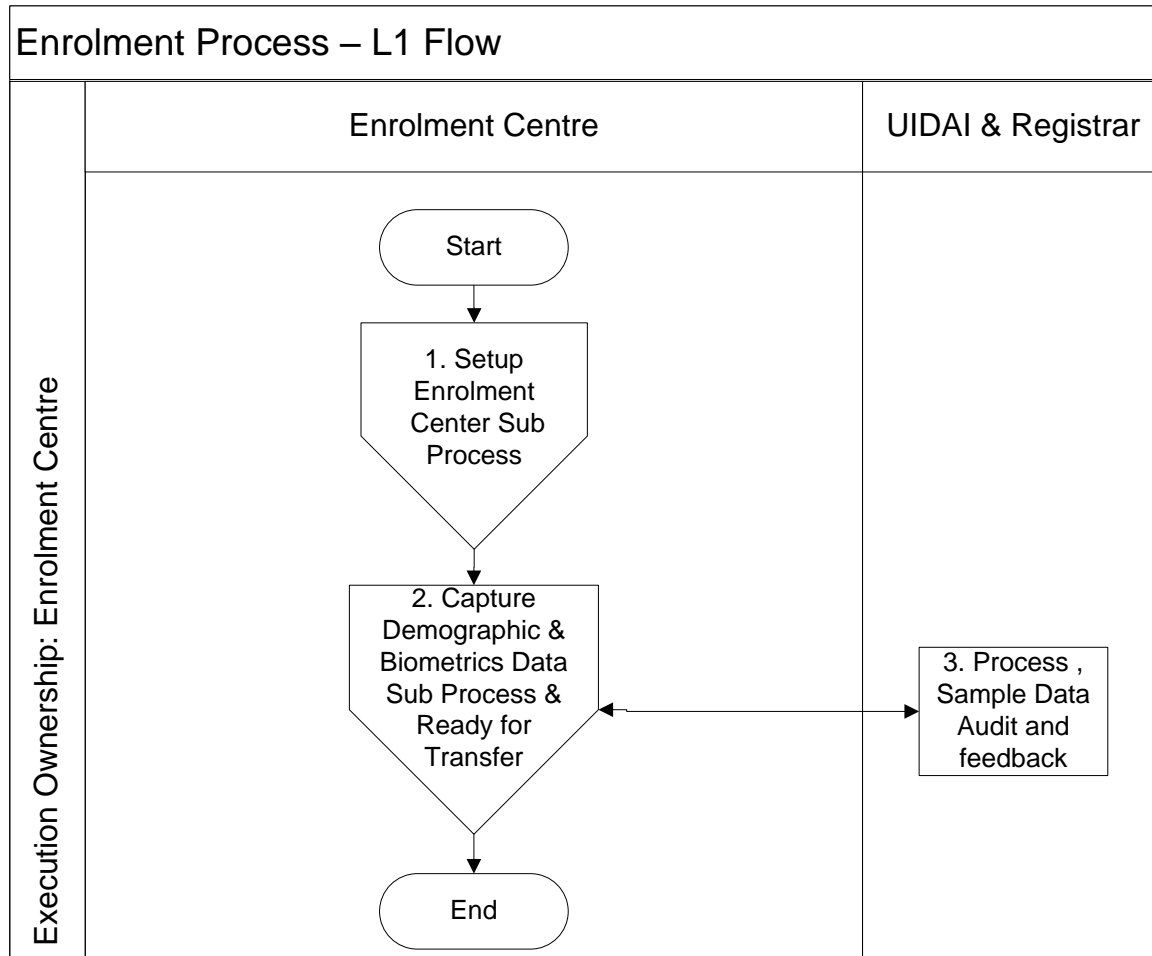 Enrolment Process – L1 Flow
Enrolment Centre
UIDAI & Registrar
Execution Ownership: Enrolment Centre
Start
1. Setup
Enrolment
Center Sub
Process
2. Capture
Demographic &
Biometrics Data
Sub Process &
Ready for
Transfer
3. Process ,
Sample Data
Audit and
feedback
End